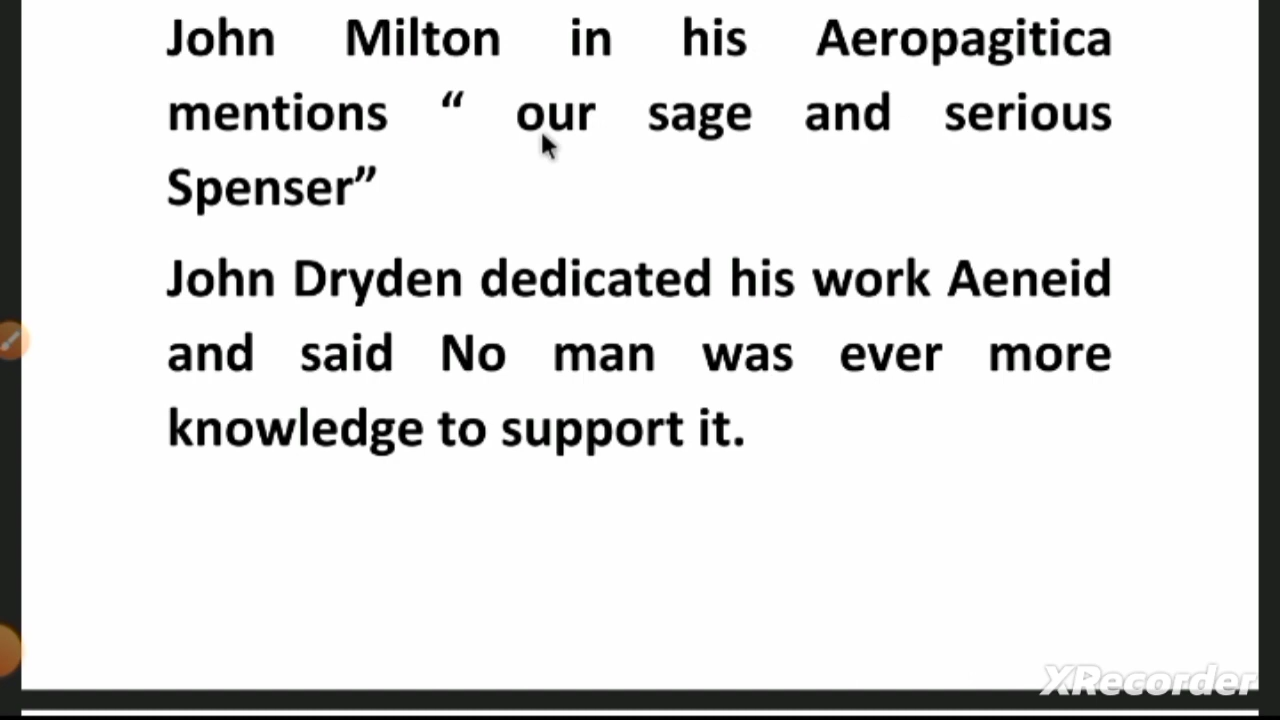 John Milton in his Aeropagitica
mentions “ our sage and serious
Spenser”
John Dryden dedicated his work Aeneid
and said No man was ever more
knowledge to support it.
XRecorder